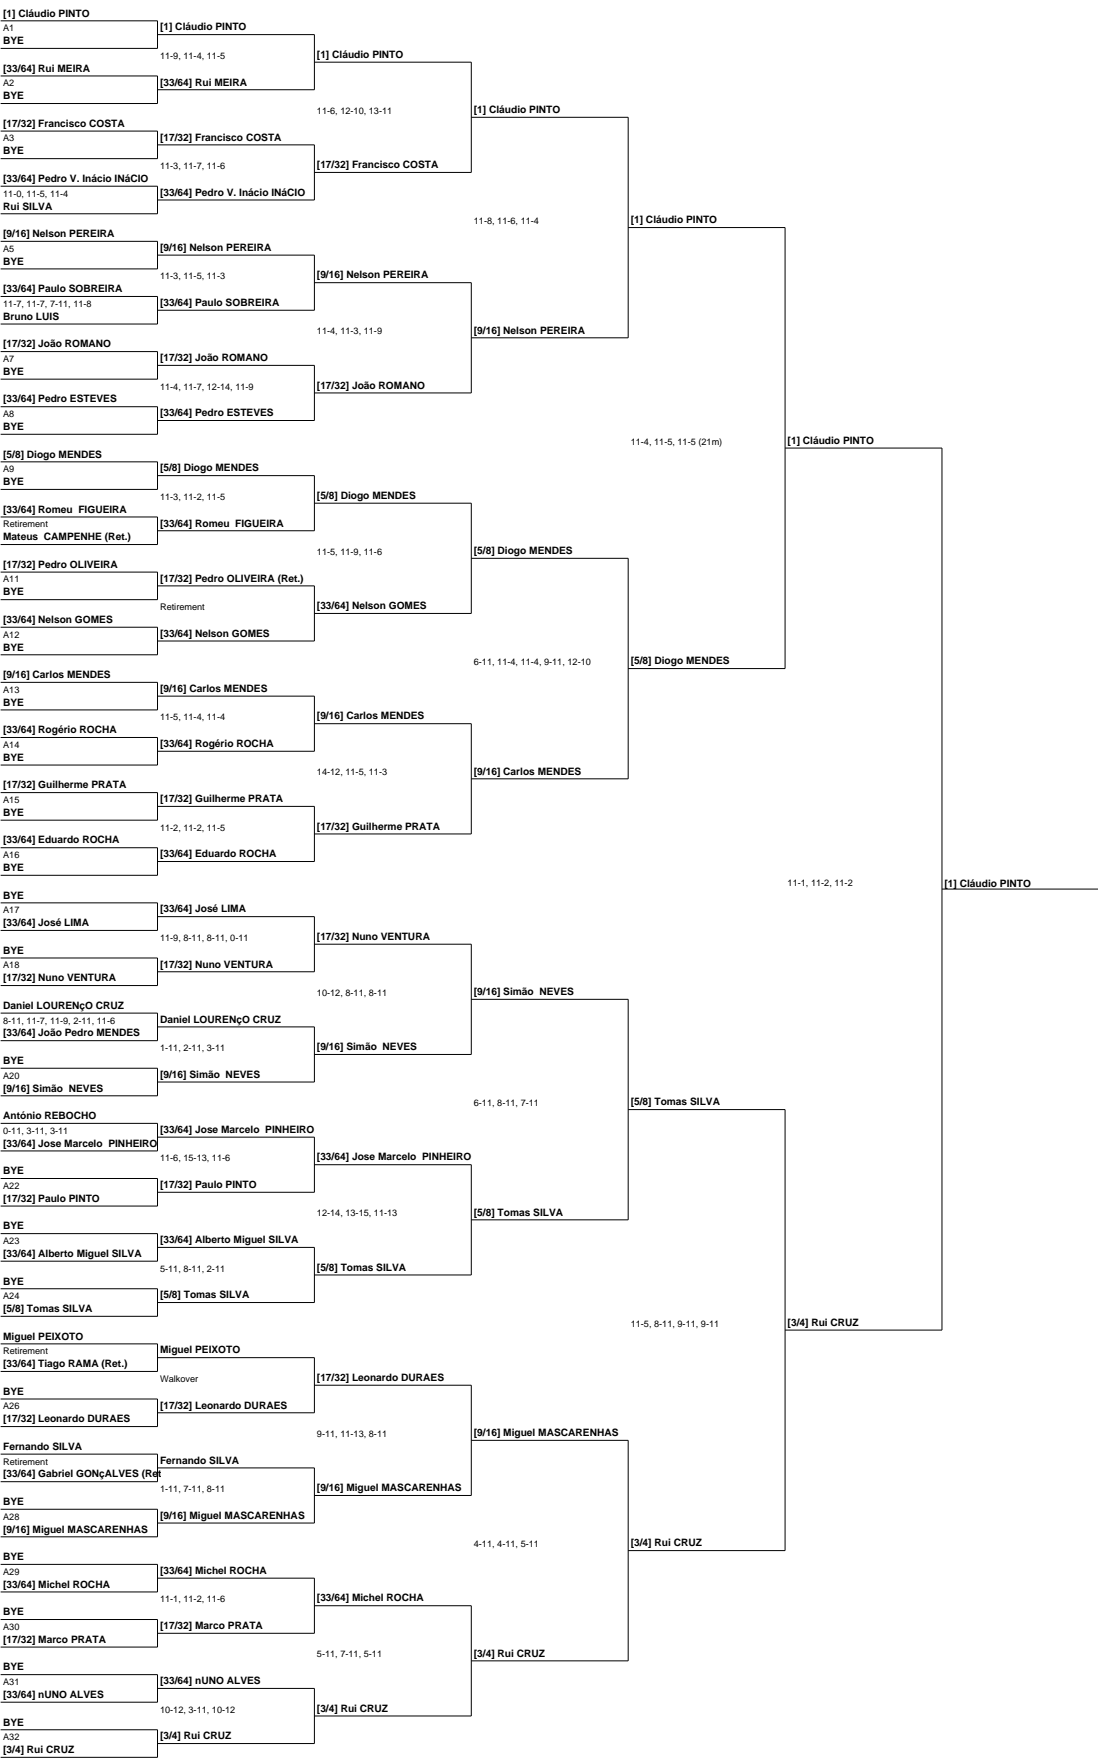 [1] Cláudio PINTO
A1
BYE
[33/64] Rui MEIRA
A2
BYE
[17/32] Francisco COSTA
A3
BYE
[33/64] Pedro V. Inácio INáCIO
11-0, 11-5, 11-4
Rui SILVA
[9/16] Nelson PEREIRA
A5
BYE
[33/64] Paulo SOBREIRA
11-7, 11-7, 7-11, 11-8
Bruno LUIS
[17/32] João ROMANO
A7
BYE
[33/64] Pedro ESTEVES
A8
BYE
[5/8] Diogo MENDES
A9
BYE
[33/64] Romeu FIGUEIRA
Retirement
Mateus CAMPENHE (Ret.)
[17/32] Pedro OLIVEIRA
A11
BYE
[33/64] Nelson GOMES
A12
BYE
[9/16] Carlos MENDES
A13
BYE
[33/64] Rogério ROCHA
A14
BYE
[17/32] Guilherme PRATA
A15
BYE
[33/64] Eduardo ROCHA
A16
BYE
BYE
A17
[33/64] José LIMA
BYE
A18
[17/32] Nuno VENTURA
Daniel LOURENçO CRUZ
8-11, 11-7, 11-9, 2-11, 11-6
[33/64] João Pedro MENDES
BYE
A20
[9/16] Simão NEVES
António REBOCHO
0-11, 3-11, 3-11
[33/64] Jose Marcelo PINHEIRO
BYE
A22
[17/32] Paulo PINTO
BYE
A23
[33/64] Alberto Miguel SILVA
BYE
A24
[5/8] Tomas SILVA
Miguel PEIXOTO
Retirement
[33/64] Tiago RAMA (Ret.)
BYE
A26
[17/32] Leonardo DURAES
Fernando SILVA
Retirement
[33/64] Gabriel GONçALVES (Ret
BYE
A28
[9/16] Miguel MASCARENHAS
BYE
A29
[33/64] Michel ROCHA
BYE
A30
[17/32] Marco PRATA
BYE
A31
[33/64] nUNO ALVES
BYE
A32
[3/4] Rui CRUZ
[1] Cláudio PINTO
11-9, 11-4, 11-5
[33/64] Rui MEIRA
[17/32] Francisco COSTA
11-3, 11-7, 11-6
[33/64] Pedro V. Inácio INáCIO
[9/16] Nelson PEREIRA
11-3, 11-5, 11-3
[33/64] Paulo SOBREIRA
[17/32] João ROMANO
11-4, 11-7, 12-14, 11-9
[33/64] Pedro ESTEVES
[5/8] Diogo MENDES
11-3, 11-2, 11-5
[33/64] Romeu FIGUEIRA
[17/32] Pedro OLIVEIRA (Ret.)
Retirement
[33/64] Nelson GOMES
[9/16] Carlos MENDES
11-5, 11-4, 11-4
[33/64] Rogério ROCHA
[17/32] Guilherme PRATA
11-2, 11-2, 11-5
[33/64] Eduardo ROCHA
[33/64] José LIMA
11-9, 8-11, 8-11, 0-11
[17/32] Nuno VENTURA
Daniel LOURENçO CRUZ
1-11, 2-11, 3-11
[9/16] Simão NEVES
[33/64] Jose Marcelo PINHEIRO
11-6, 15-13, 11-6
[17/32] Paulo PINTO
[33/64] Alberto Miguel SILVA
5-11, 8-11, 2-11
[5/8] Tomas SILVA
Miguel PEIXOTO
Walkover
[17/32] Leonardo DURAES
Fernando SILVA
1-11, 7-11, 8-11
[9/16] Miguel MASCARENHAS
[33/64] Michel ROCHA
11-1, 11-2, 11-6
[17/32] Marco PRATA
[33/64] nUNO ALVES
10-12, 3-11, 10-12
[3/4] Rui CRUZ
[1] Cláudio PINTO
11-6, 12-10, 13-11
[17/32] Francisco COSTA
[9/16] Nelson PEREIRA
11-4, 11-3, 11-9
[17/32] João ROMANO
[5/8] Diogo MENDES
11-5, 11-9, 11-6
[33/64] Nelson GOMES
[9/16] Carlos MENDES
14-12, 11-5, 11-3
[17/32] Guilherme PRATA
[17/32] Nuno VENTURA
10-12, 8-11, 8-11
[9/16] Simão NEVES
[33/64] Jose Marcelo PINHEIRO
12-14, 13-15, 11-13
[5/8] Tomas SILVA
[17/32] Leonardo DURAES
9-11, 11-13, 8-11
[9/16] Miguel MASCARENHAS
[33/64] Michel ROCHA
5-11, 7-11, 5-11
[3/4] Rui CRUZ
[1] Cláudio PINTO
11-8, 11-6, 11-4
[9/16] Nelson PEREIRA
[5/8] Diogo MENDES
6-11, 11-4, 11-4, 9-11, 12-10
[9/16] Carlos MENDES
[9/16] Simão NEVES
6-11, 8-11, 7-11
[5/8] Tomas SILVA
[9/16] Miguel MASCARENHAS
4-11, 4-11, 5-11
[3/4] Rui CRUZ
[1] Cláudio PINTO
11-4, 11-5, 11-5 (21m)
[5/8] Diogo MENDES
[5/8] Tomas SILVA
11-5, 8-11, 9-11, 9-11
[3/4] Rui CRUZ
[1] Cláudio PINTO
11-1, 11-2, 11-2
[3/4] Rui CRUZ
[1] Cláudio PINTO